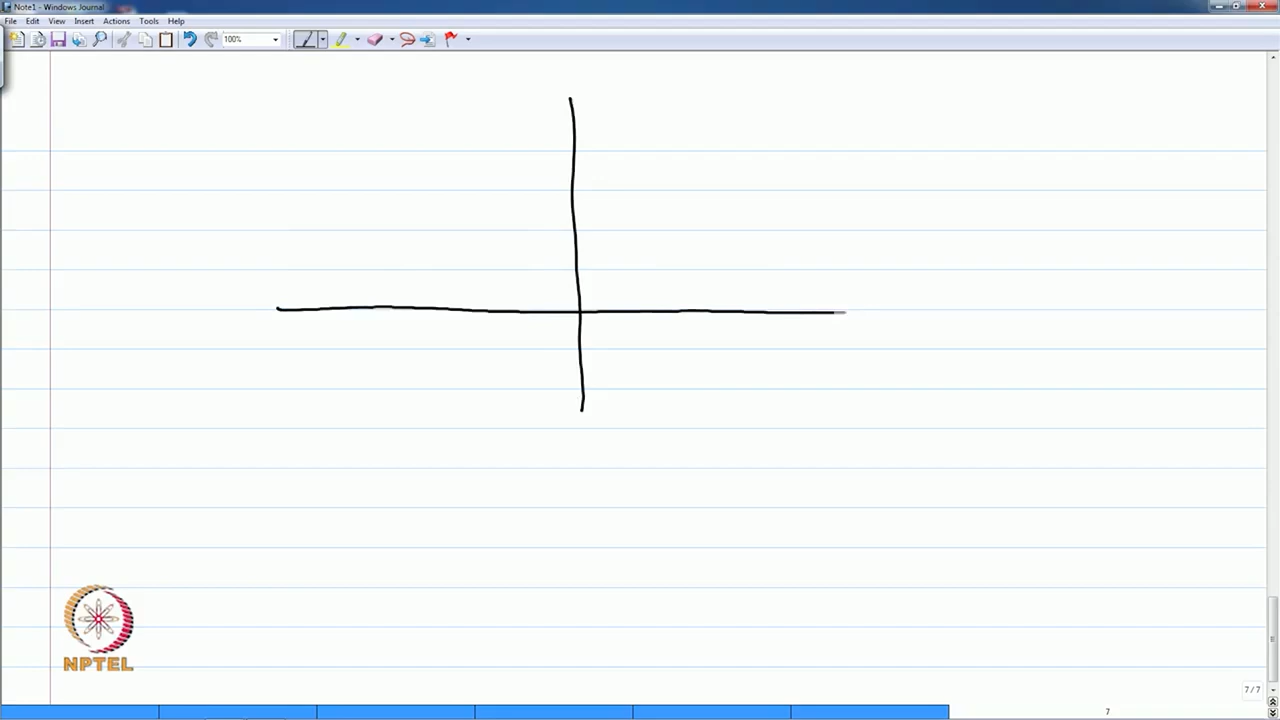 Note1 - Windows Journal
File Edit View Insert Actions Tools Help
100%
NPTEL
7 / 7
7